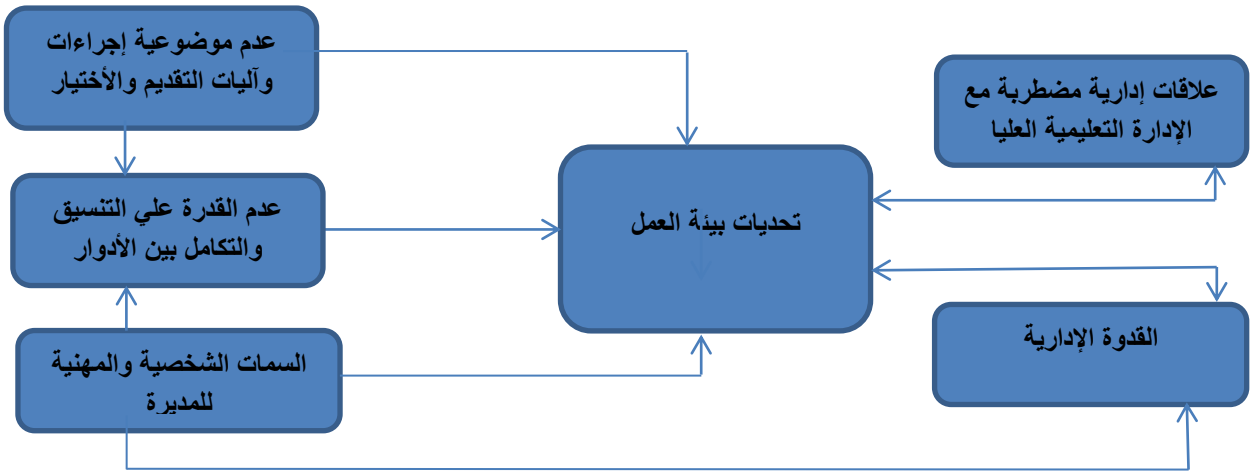 عدم موضوعية إجراءات
وآليات التقديم والأختيار
علاقات إدارية مضطربة مع
الإدارة التعليمية العليا
عدم القدرة علي التنسيق
والتكامل بين الأدوار
تحديات بيئة العمل
السمات الشخصية والمهنية
للمديرة
القدوة الإدارية